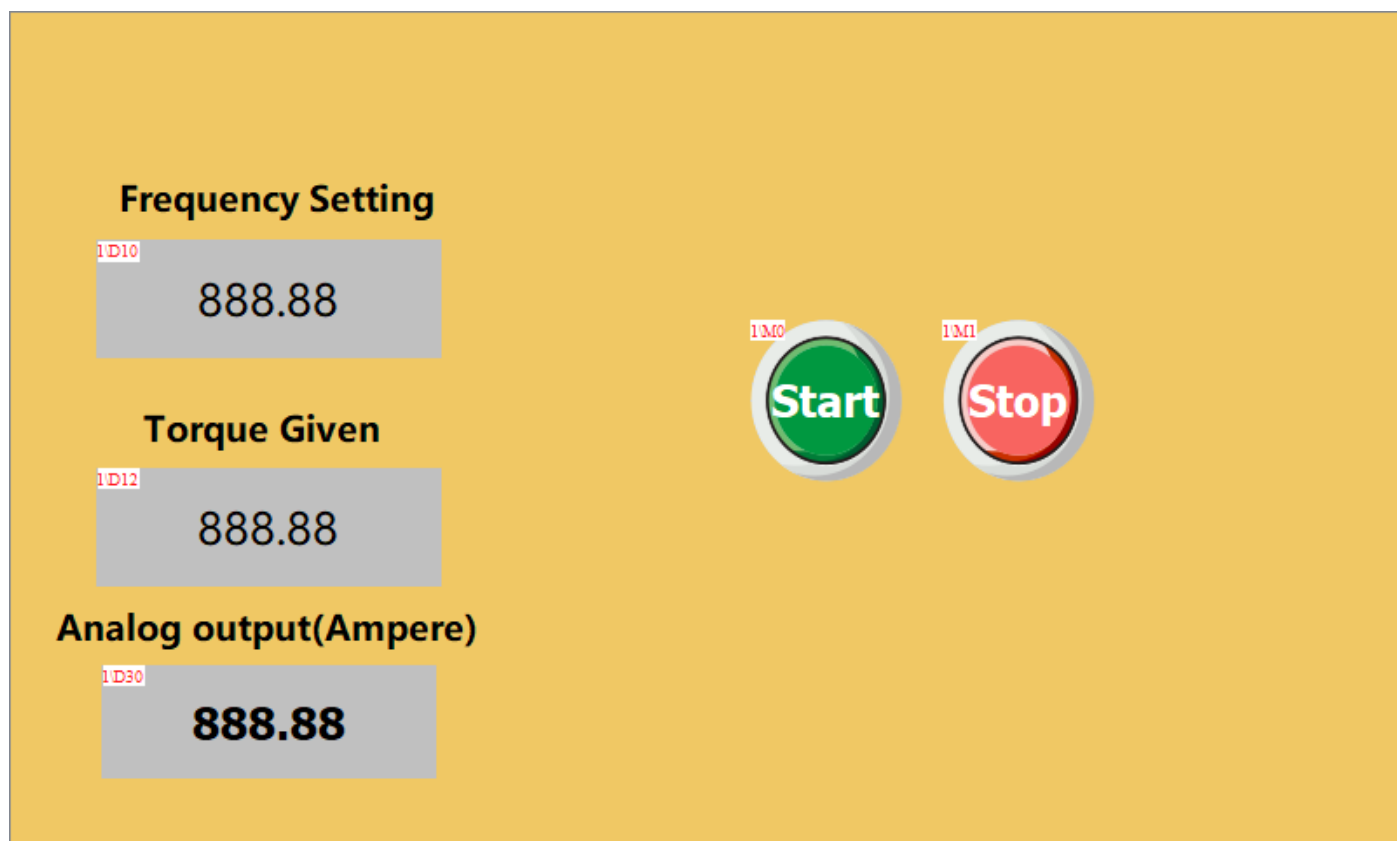 Frequency Setting
1\D10
888.88
Torque Given
1\D12
888.88
Analog output(Ampere)
1\D30
888.88
1\M0
Start
1\M1
Stop